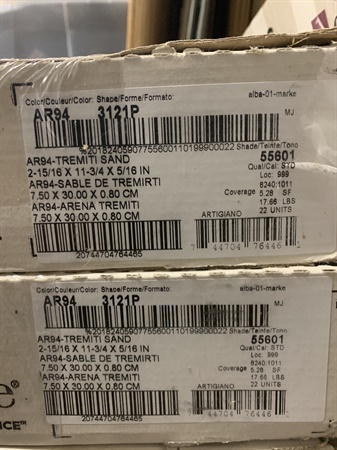 Color/Couleur/Color: Shape/Forme/Formato: alba-01-marke
AR94 3121P MJ
%20182405907755600110199900022 Shade/Teinte/Tono
AR94-TREMITI SAND 55601
2-15/16 X 11-3/4 X 5/16 IN Qual/Cal: STD
AR94-SABLE DE TREMIRTI Loc: 999
6240;1011
7.50 X 30.00 X 0.80 CM Coverage 5.28 SF
AR94-ARENA TREMITI 17.66 LBS
7.50 X 30.00 X 0.80 CM ARTIGIANO 22 UNITS
20744704764465 7 44704 76446
Color/Couleur/Color: Shape/Forme/Formato: alba-01-marke
AR94 3121P MJ
%20182405907755600110199900022 Shade/Teinte/Tono
AR94-TREMITI SAND 55601
2-15/16 X 11-3/4 X 5/16 IN Qual/Cal: STD
AR94-SABLE DE TREMIRTI Loc: 999
6240;1011
7.50 X 30.00 X 0.80 CM Coverage 5.28 SF
AR94-ARENA TREMITI 17.66 LBS
7.50 X 30.00 X 0.80 CM ARTIGIANO 22 UNITS
20744704764465 7 44704 76446